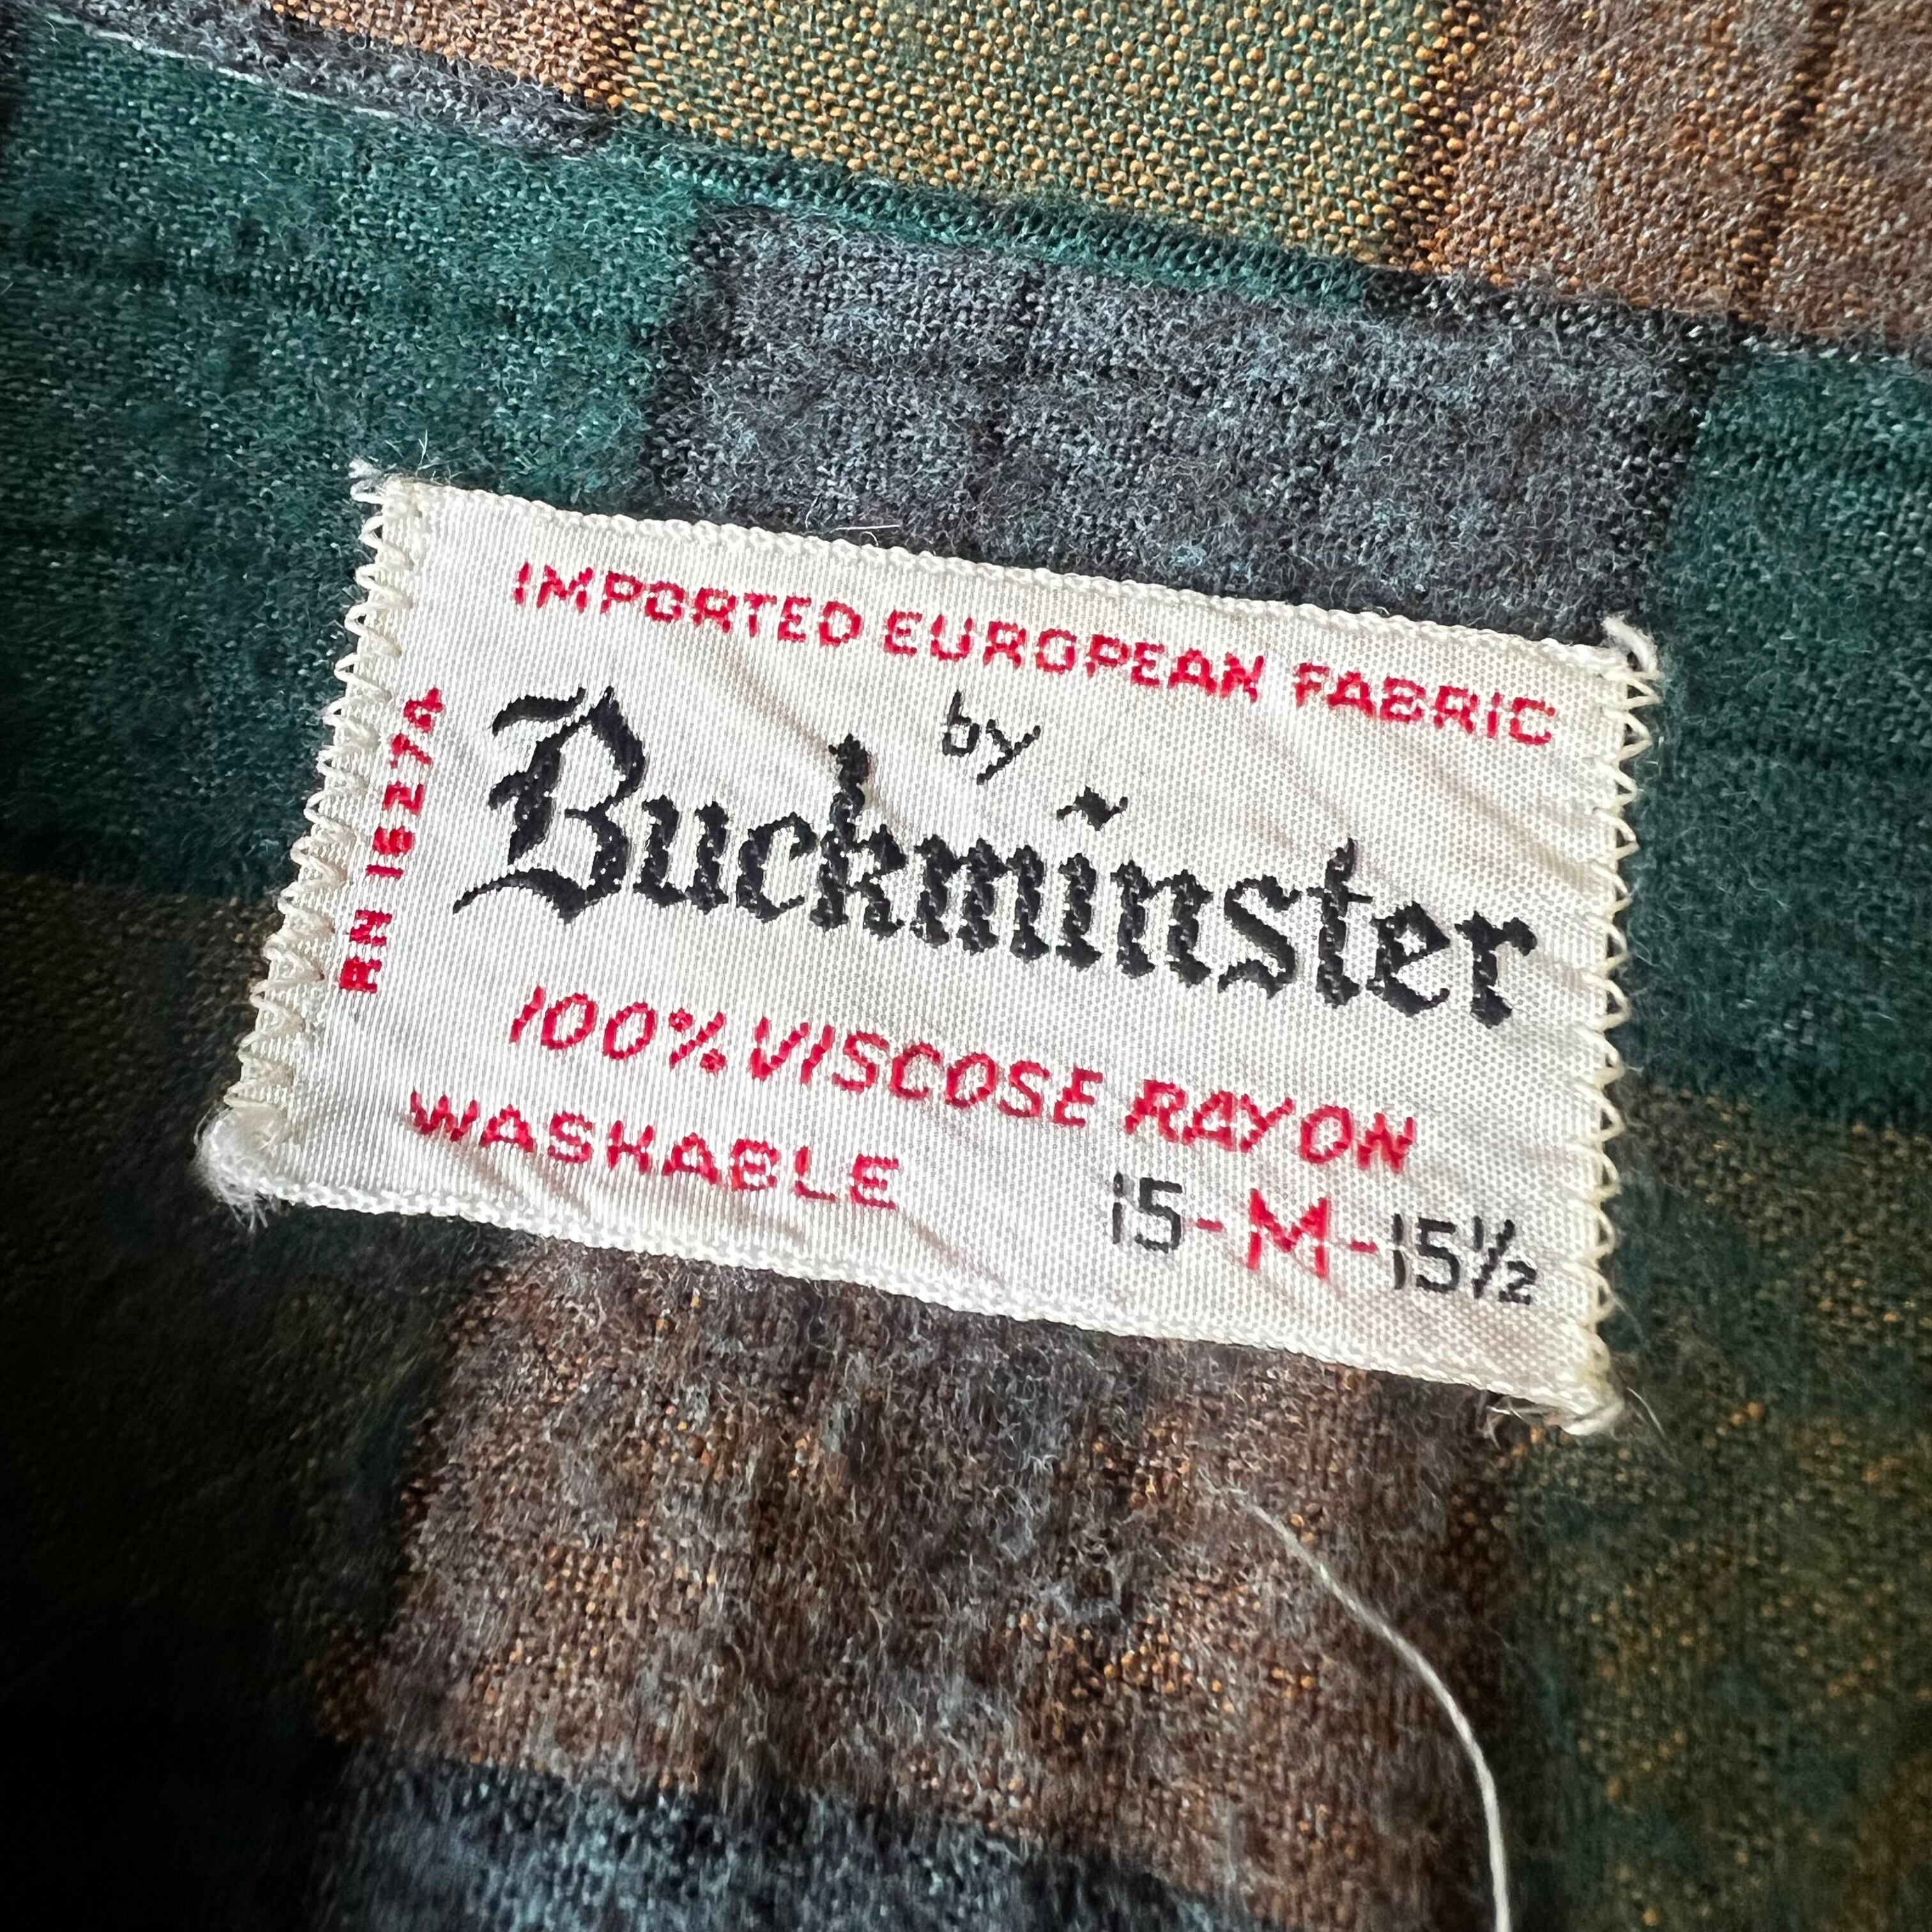 IMPORTED EUROPEAN FABRIC
by
Buckminster
RN 16274
100% VISCOSE RAYON
WASHABLE
15-M-15½